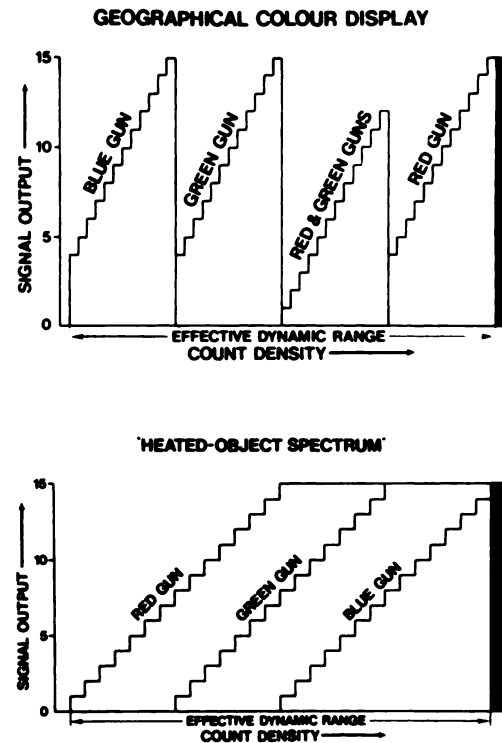 GEOGRAPHICAL COLOUR DISPLAY
15
10
5
0
SIGNAL OUTPUT
BLUE GUN
GREEN GUN
RED & GREEN GUNS
RED GUN
EFFECTIVE DYNAMIC RANGE
COUNT DENSITY
'HEATED-OBJECT SPECTRUM'
15
10
5
0
SIGNAL OUTPUT
RED GUN
GREEN GUN
BLUE GUN
EFFECTIVE DYNAMIC RANGE
COUNT DENSITY